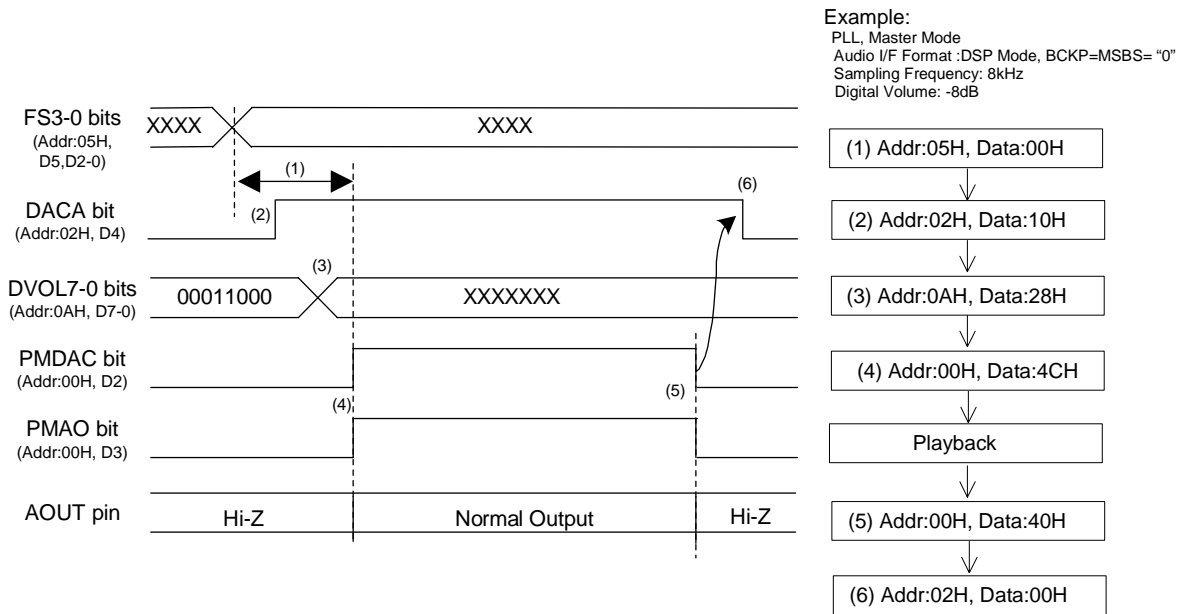 Example:
PLL, Master Mode
Audio I/F Format :DSP Mode, BCKP=MSBS= “0”
Sampling Frequency: 8kHz
Digital Volume: -8dB
FS3-0 bits
(Addr:05H,
D5,D2-0)
XXXX
XXXX
(1)
DACA bit
(Addr:02H, D4)
(2)
(6)
DVOL7-0 bits
(Addr:0AH, D7-0)
00011000
(3)
XXXXXXX
PMDAC bit
(Addr:00H, D2)
(4)
(5)
PMAO bit
(Addr:00H, D3)
AOUT pin
Hi-Z
Normal Output
Hi-Z
(1) Addr:05H, Data:00H
(2) Addr:02H, Data:10H
(3) Addr:0AH, Data:28H
(4) Addr:00H, Data:4CH
Playback
(5) Addr:00H, Data:40H
(6) Addr:02H, Data:00H